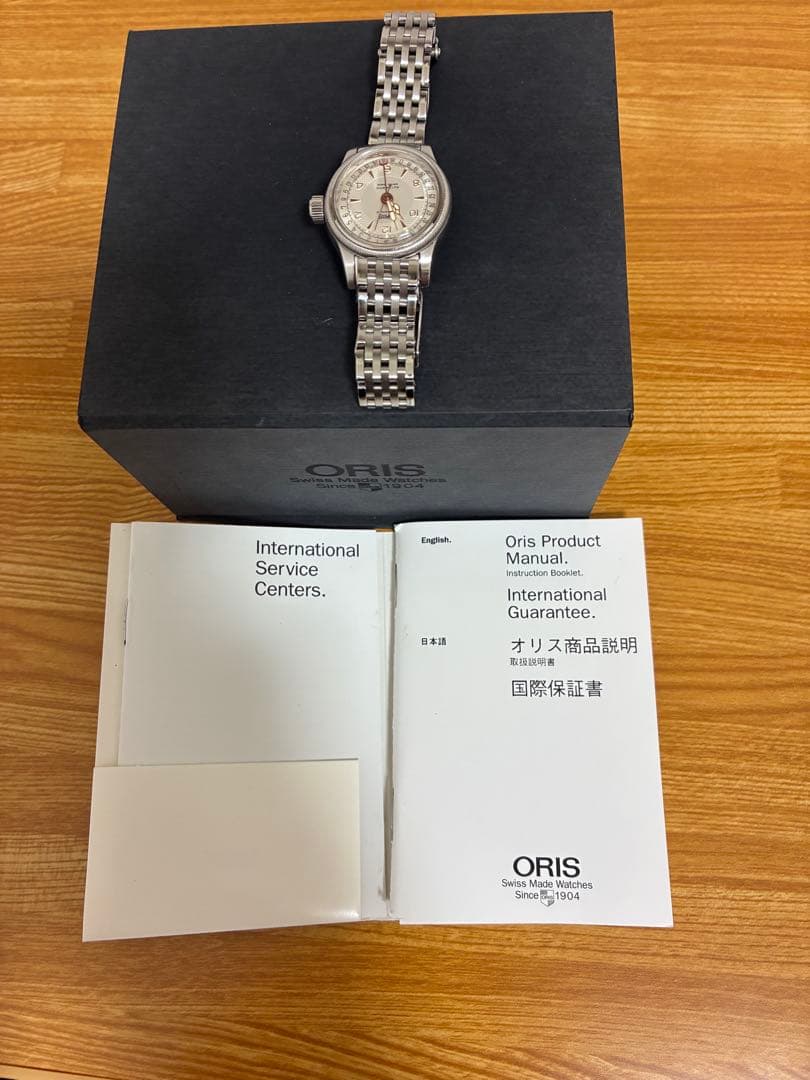 ORIS
Swiss Made Watches
Since 1904
International
Service
Centers.
English.
Oris Product
Manual.
Instruction Booklet.
International
Guarantee.
日本語
オリス商品説明
取扱説明書
国際保証書
ORIS
Swiss Made Watches
Since ORIS 1904